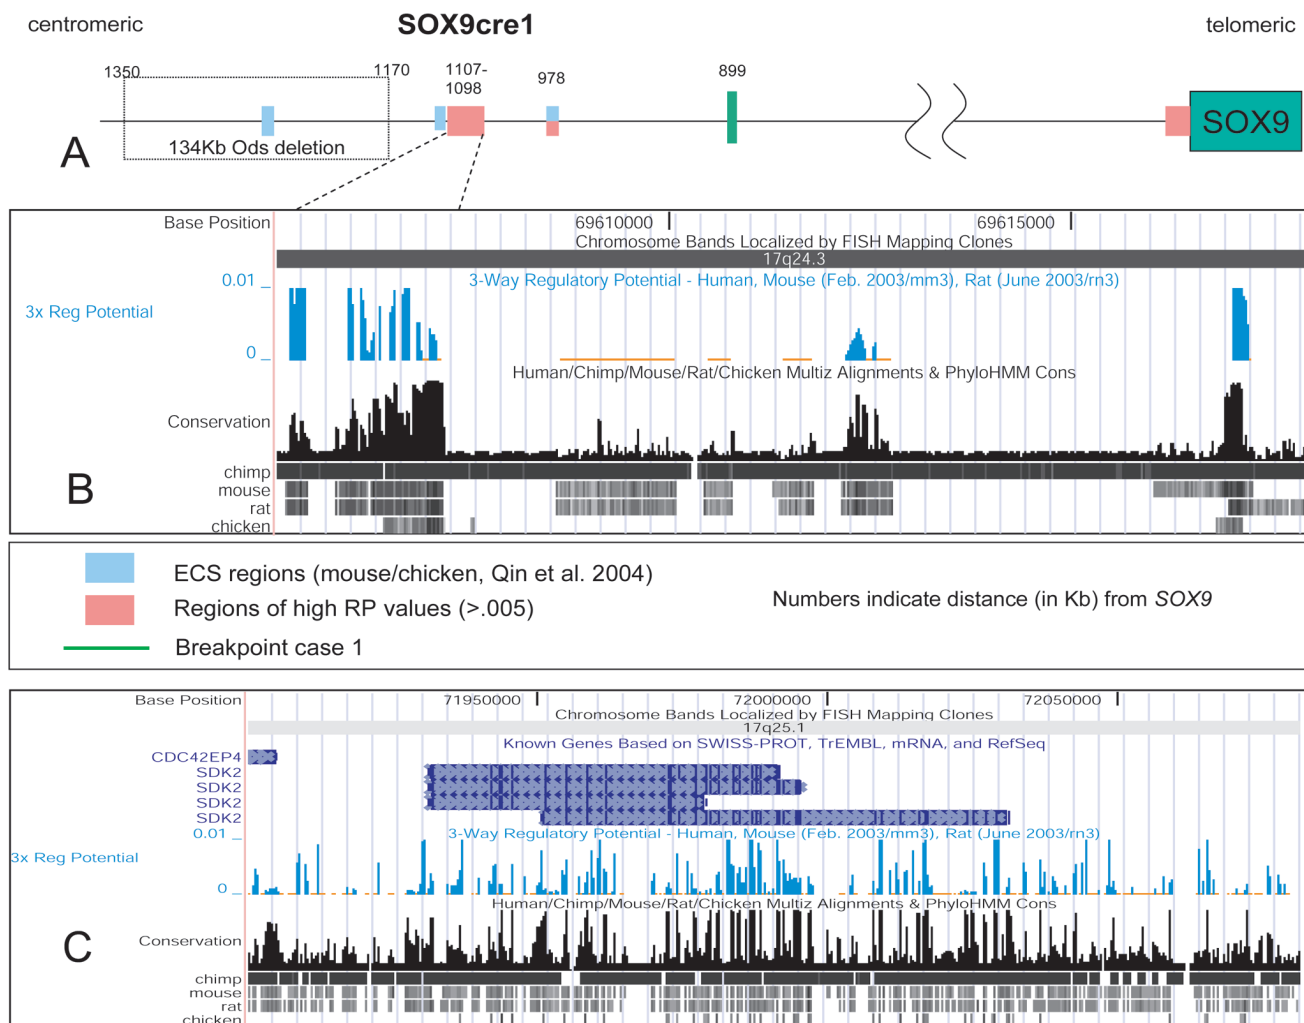 centromeric
SOX9cre1
telomeric
1350
1170
1107-
1098
978
899
SOX9
134Kb Ods deletion
A
Base Position
69610000
69615000
Chromosome Bands Localized by FISH Mapping Clones
17q24.3
0.01
3-Way Regulatory Potential - Human, Mouse (Feb. 2003/mm3), Rat (June 2003/rn3)
3x Reg Potential
0
Human/Chimp/Mouse/Rat/Chicken Multiz Alignments & PhyloHMM Cons
Conservation
chimp
B
mouse
rat
chicken
ECS regions (mouse/chicken, Qin et al. 2004)
Regions of high RP values (>.005)
Numbers indicate distance (in Kb) from SOX9
Breakpoint case 1
Base Position
71950000
72000000
72050000
Chromosome Bands Localized by FISH Mapping Clones
17q25.1
Known Genes Based on SWISS-PROT, TrEMBL, mRNA, and RefSeq
CDC42EP4
SDK2
SDK2
SDK2
SDK2
0.01
3-Way Regulatory Potential - Human, Mouse (Feb. 2003/mm3), Rat (June 2003/rn3)
3x Reg Potential
0
Human/Chimp/Mouse/Rat/Chicken Multiz Alignments & PhyloHMM Cons
C
Conservation
chimp
mouse
rat
chicken